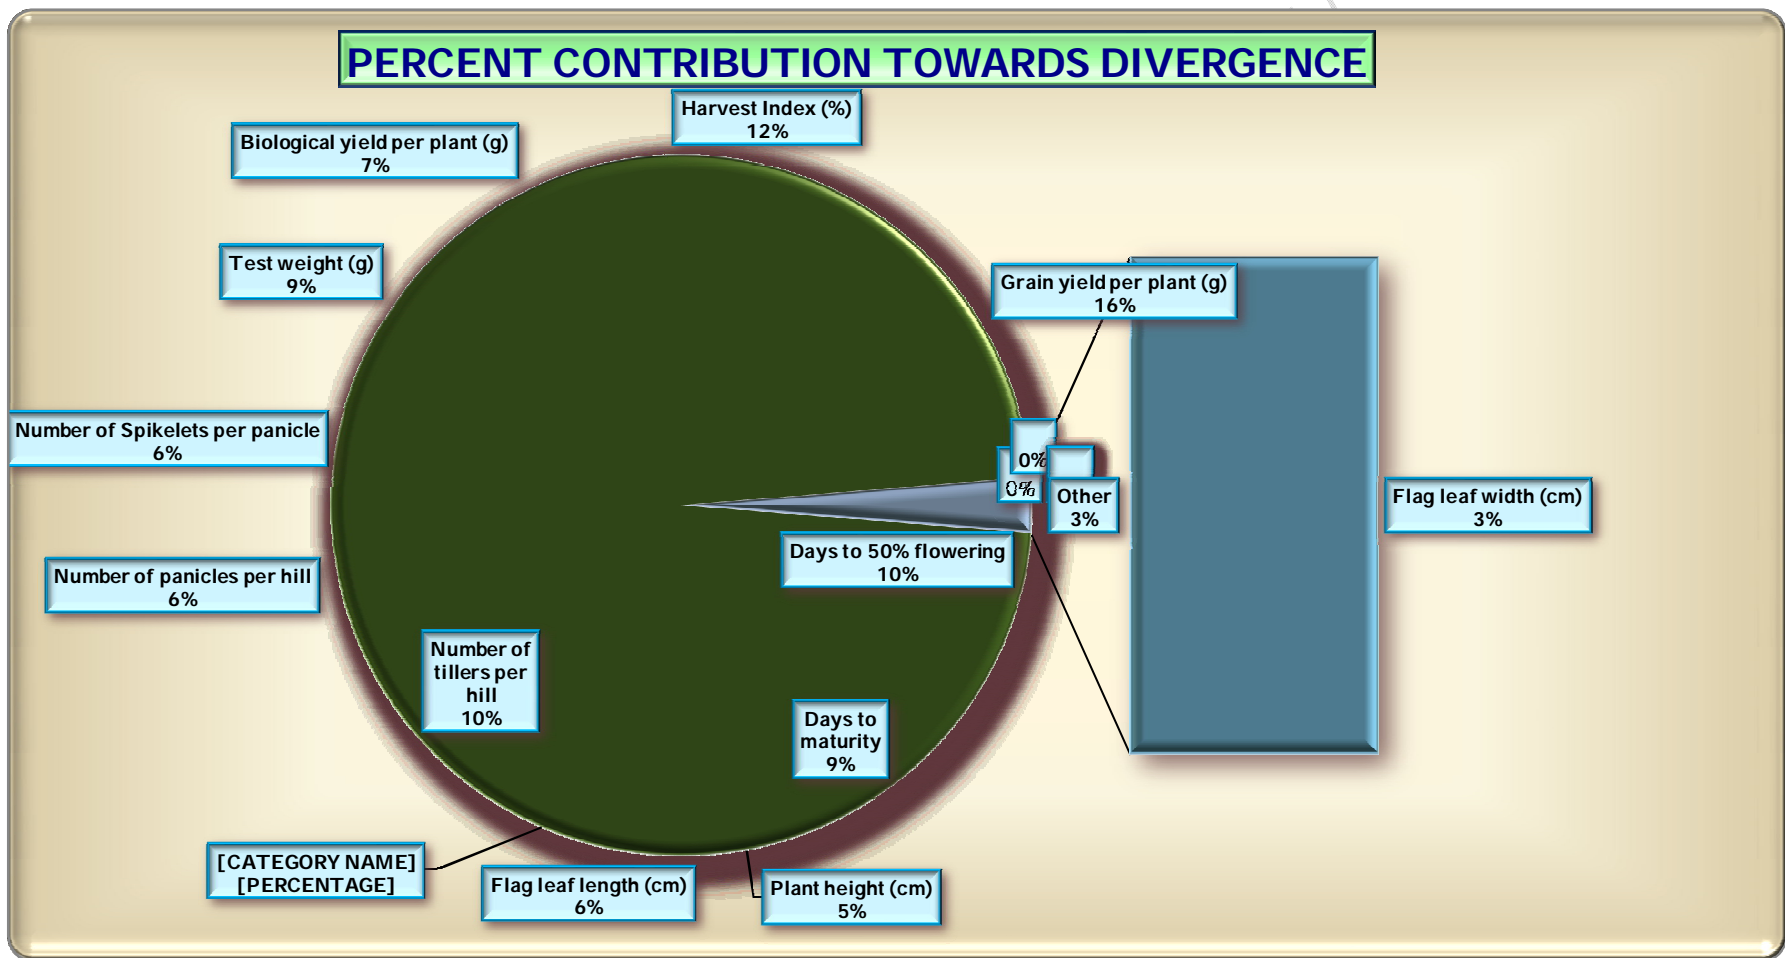 PERCENT CONTRIBUTION TOWARDS DIVERGENCE
Harvest Index (%)
12%
Biological yield per plant (g)
7%
Test weight (g)
9%
Grain yield per plant (g)
16%
Number of Spikelets per panicle
6%
0%
0%
Other
3%
Flag leaf width (cm)
3%
Days to 50% flowering
10%
Number of panicles per hill
6%
Number of
tillers per
hill
10%
Days to
maturity
9%
[CATEGORY NAME]
[PERCENTAGE]
Flag leaf length (cm)
6%
Plant height (cm)
5%